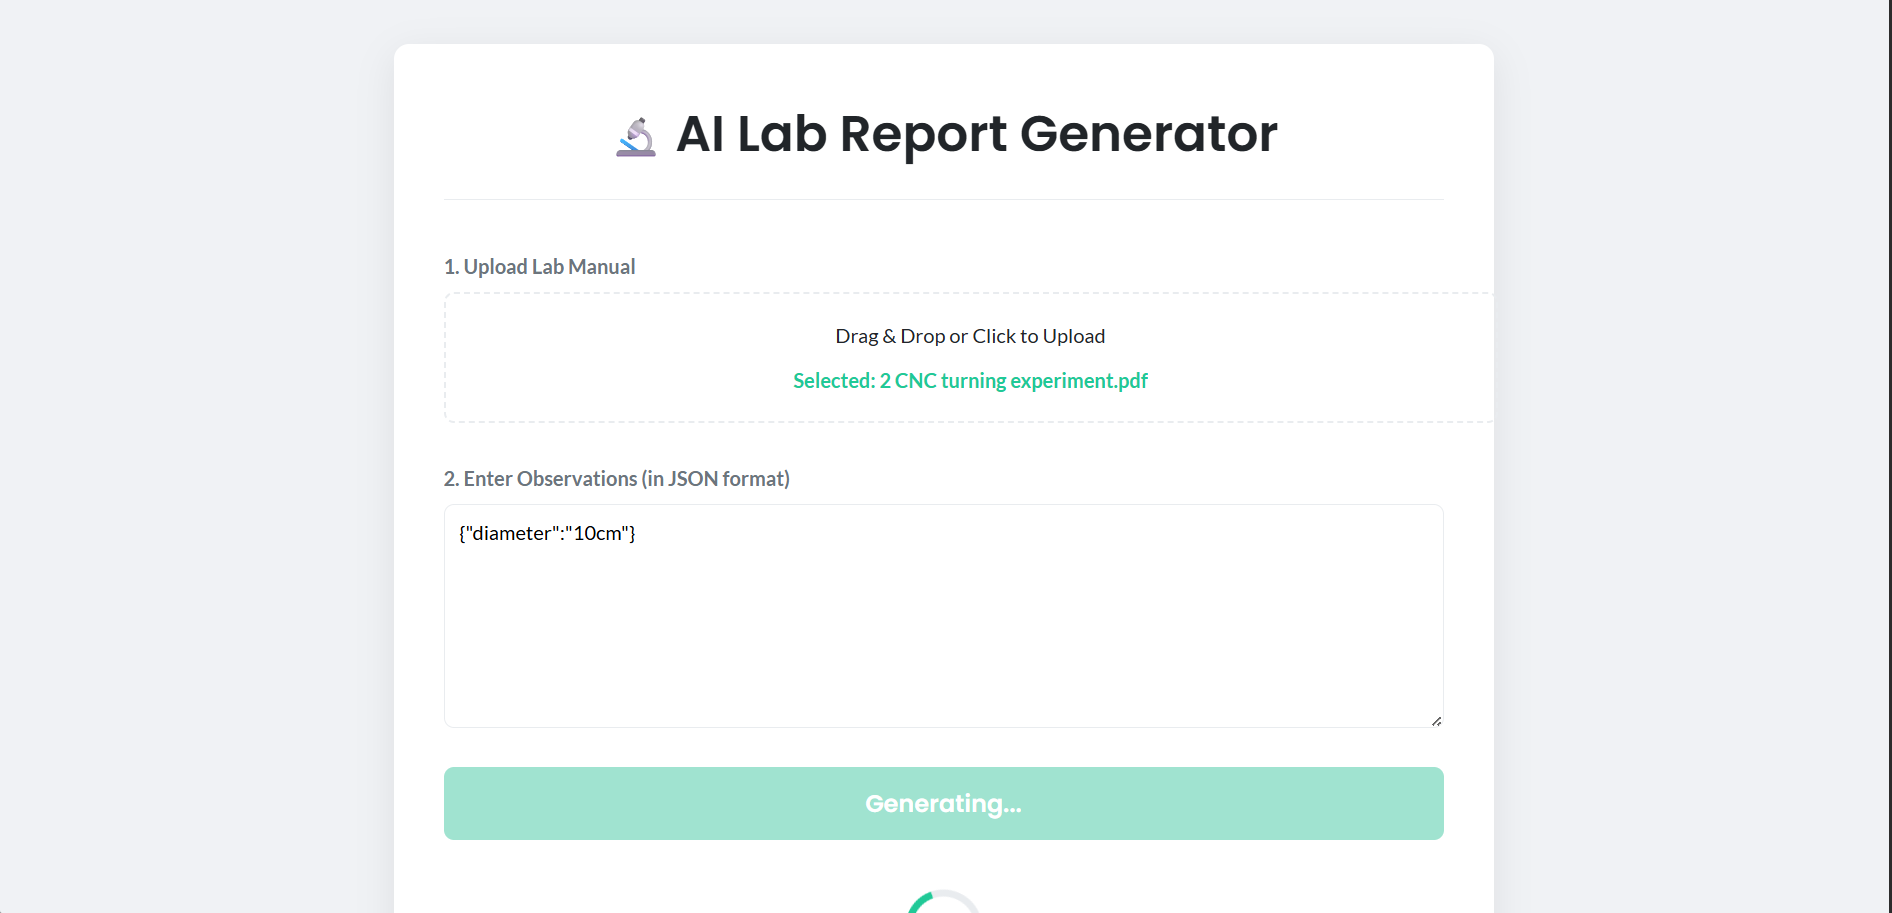 AI Lab Report Generator
1. Upload Lab Manual
Drag & Drop or Click to Upload
Selected: 2 CNC turning experiment.pdf
2. Enter Observations (in JSON format)
{"diameter":"10cm"}
Generating...